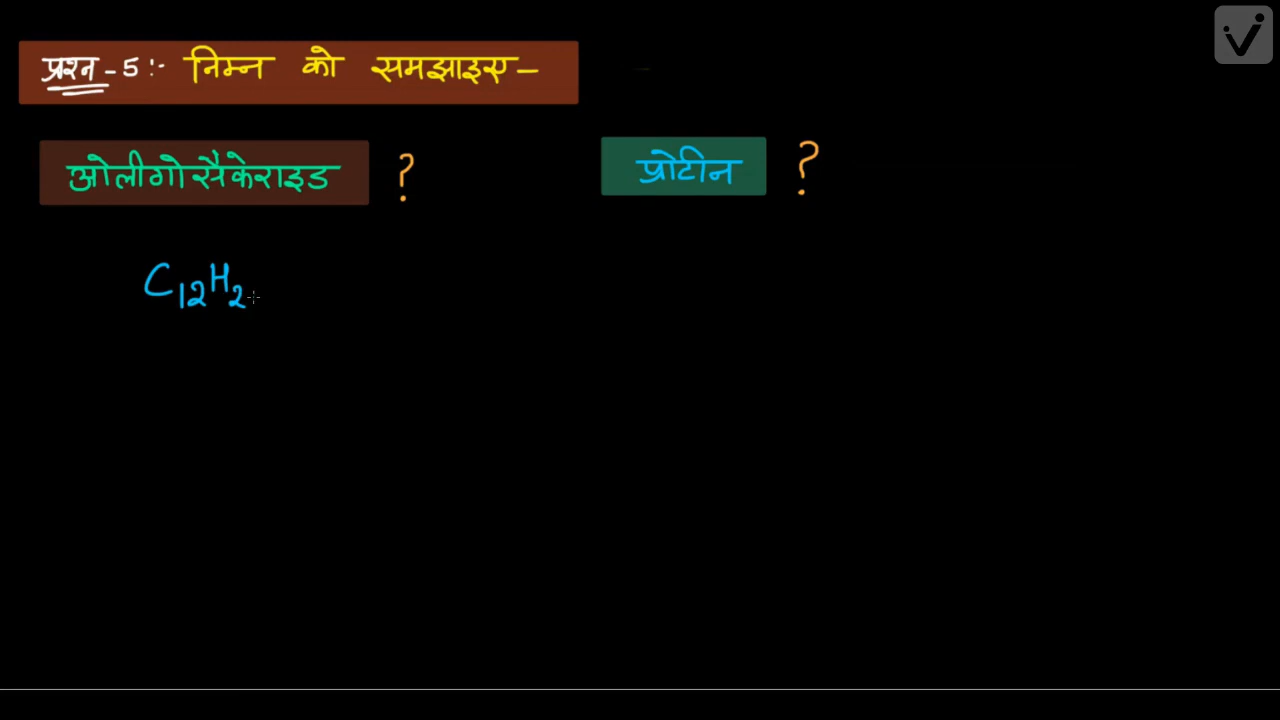 प्रश्न - 5 :- निम्न को समझाइए -
ओलीगोसैकेराइड ?
प्रोटीन ?
C₁₂H₂